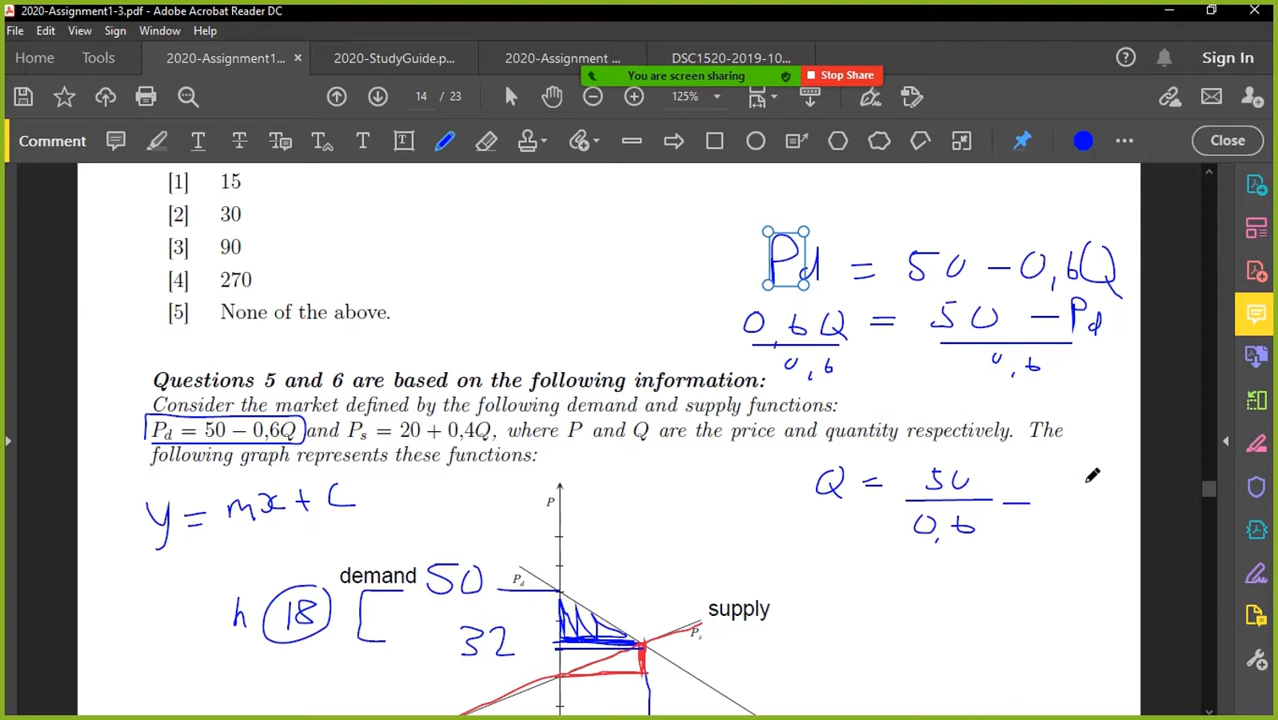 2020-Assignment1-3.pdf - Adobe Acrobat Reader DC
File Edit View Sign Window Help
Home Tools 2020-Assignment1... × 2020-StudyGuide.p... 2020-Assignment ... DSC1520-2019-10... Sign In
You are screen sharing Stop Share
14 / 23 125%
Comment Close
[1] 15
[2] 30
[3] 90
[4] 270
[5] None of the above.
Pd = 50 − 0,6Q
0,6Q = 50 − Pd
0,6 0,6
Questions 5 and 6 are based on the following information:
Consider the market defined by the following demand and supply functions:
Pd = 50 − 0,6Q and Ps = 20 + 0,4Q, where P and Q are the price and quantity respectively. The
following graph represents these functions:
Q = 50 −
0,6
y = mx + C
P
demand 50 Pd
h 18 supply
32 Ps